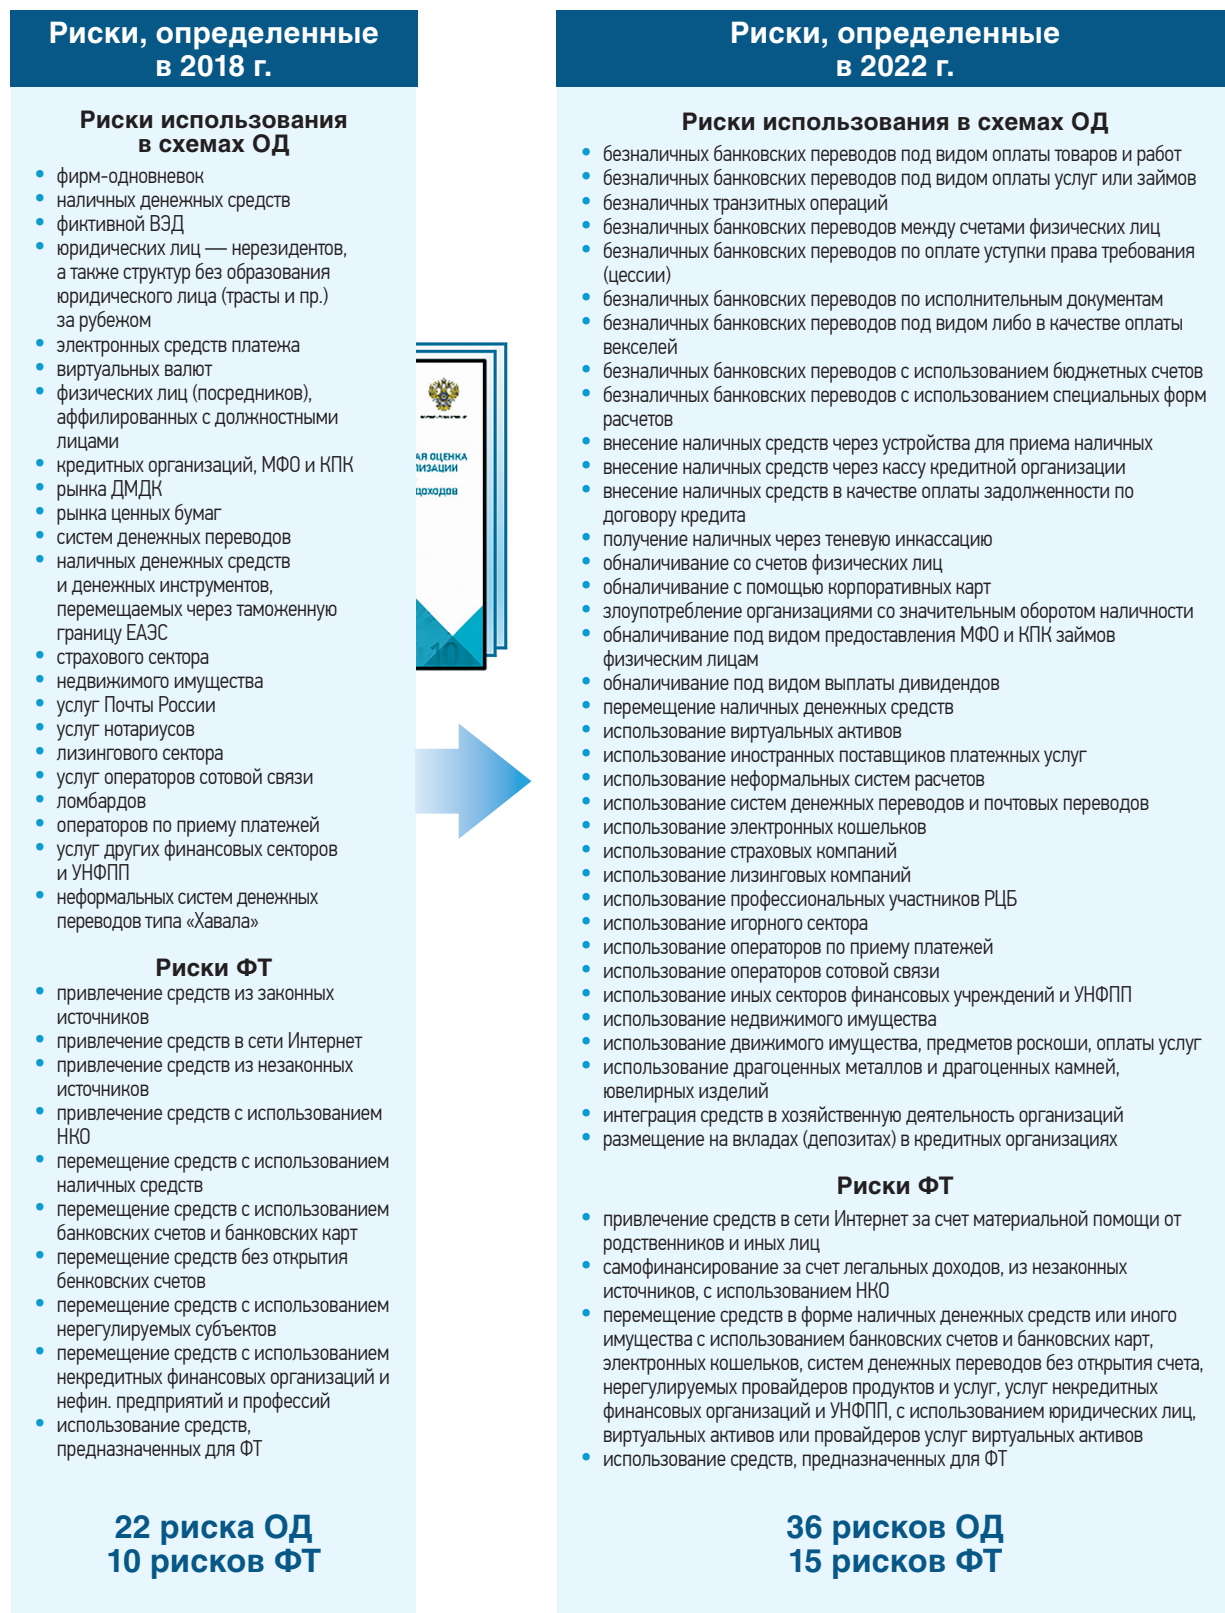 Риски, определенные
в 2018 г.
Риски использования
в схемах ОД
• фирм-одновневок
• наличных денежных средств
• фиктивной ВЭД
• юридических лиц — нерезидентов,
а также структур без образования
юридического лица (трасты и пр.)
за рубежом
• электронных средств платежа
• виртуальных валют
• физических лиц (посредников),
аффилированных с должностными
лицами
• кредитных организаций, МФО и КПК
• рынка ДМДК
• рынка ценных бумаг
• систем денежных переводов
• наличных денежных средств
и денежных инструментов,
перемещаемых через таможенную
границу ЕАЭС
• страхового сектора
• недвижимого имущества
• услуг Почты России
• услуг нотариусов
• лизингового сектора
• услуг операторов сотовой связи
• ломбардов
• операторов по приему платежей
• услуг других финансовых секторов
и УНФПП
• неформальных систем денежных
переводов типа «Хавала»
Риски ФТ
• привлечение средств из законных
источников
• привлечение средств в сети Интернет
• привлечение средств из незаконных
источников
• привлечение средств с использованием
НКО
• перемещение средств с использованием
наличных средств
• перемещение средств с использованием
банковских счетов и банковских карт
• перемещение средств без открытия
бенковских счетов
• перемещение средств с использованием
нерегулируемых субъектов
• перемещение средств с использованием
некредитных финансовых организаций и
нефин. предприятий и профессий
• использование средств,
предназначенных для ФТ
22 риска ОД
10 рисков ФТ
АЯ ОЦЕНКА
ЛИЗАЦИИ
ДОХОДОВ
10
Риски, определенные
в 2022 г.
Риски использования в схемах ОД
• безналичных банковских переводов под видом оплаты товаров и работ
• безналичных банковских переводов под видом оплаты услуг или займов
• безналичных транзитных операций
• безналичных банковских переводов между счетами физических лиц
• безналичных банковских переводов по оплате уступки права требования
(цессии)
• безналичных банковских переводов по исполнительным документам
• безналичных банковских переводов под видом либо в качестве оплаты
векселей
• безналичных банковских переводов с использованием бюджетных счетов
• безналичных банковских переводов с использованием специальных форм
расчетов
• внесение наличных средств через устройства для приема наличных
• внесение наличных средств через кассу кредитной организации
• внесение наличных средств в качестве оплаты задолженности по
договору кредита
• получение наличных через теневую инкассацию
• обналичивание со счетов физических лиц
• обналичивание с помощью корпоративных карт
• злоупотребление организациями со значительным оборотом наличности
• обналичивание под видом предоставления МФО и КПК займов
физическим лицам
• обналичивание под видом выплаты дивидендов
• перемещение наличных денежных средств
• использование виртуальных активов
• использование иностранных поставщиков платежных услуг
• использование неформальных систем расчетов
• использование систем денежных переводов и почтовых переводов
• использование электронных кошельков
• использование страховых компаний
• использование лизинговых компаний
• использование профессиональных участников РЦБ
• использование игорного сектора
• использование операторов по приему платежей
• использование операторов сотовой связи
• использование иных секторов финансовых учреждений и УНФПП
• использование недвижимого имущества
• использование движимого имущества, предметов роскоши, оплаты услуг
• использование драгоценных металлов и драгоценных камней,
ювелирных изделий
• интеграция средств в хозяйственную деятельность организаций
• размещение на вкладах (депозитах) в кредитных организациях
Риски ФТ
• привлечение средств в сети Интернет за счет материальной помощи от
родственников и иных лиц
• самофинансирование за счет легальных доходов, из незаконных
источников, с использованием НКО
• перемещение средств в форме наличных денежных средств или иного
имущества с использованием банковских счетов и банковских карт,
электронных кошельков, систем денежных переводов без открытия счета,
нерегулируемых провайдеров продуктов и услуг, услуг некредитных
финансовых организаций и УНФПП, с использованием юридических лиц,
виртуальных активов или провайдеров услуг виртуальных активов
• использование средств, предназначенных для ФТ
36 рисков ОД
15 рисков ФТ